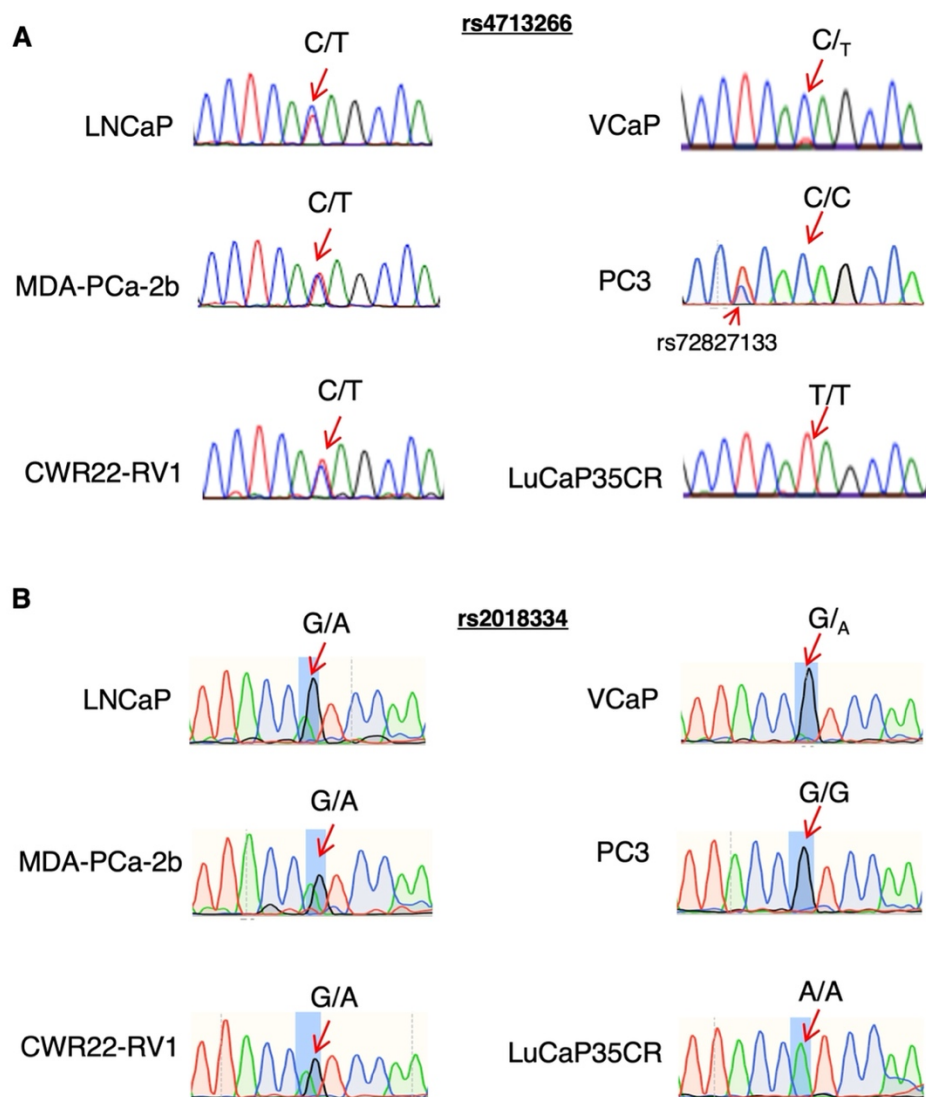 A
rs4713266
C/T
C/T
LNCaP
VCaP
C/T
C/C
MDA-PCa-2b
PC3
rs72827133
C/T
T/T
CWR22-RV1
LuCaP35CR
B
rs2018334
G/A
G/A
LNCaP
VCaP
G/A
G/G
MDA-PCa-2b
PC3
G/A
A/A
CWR22-RV1
LuCaP35CR